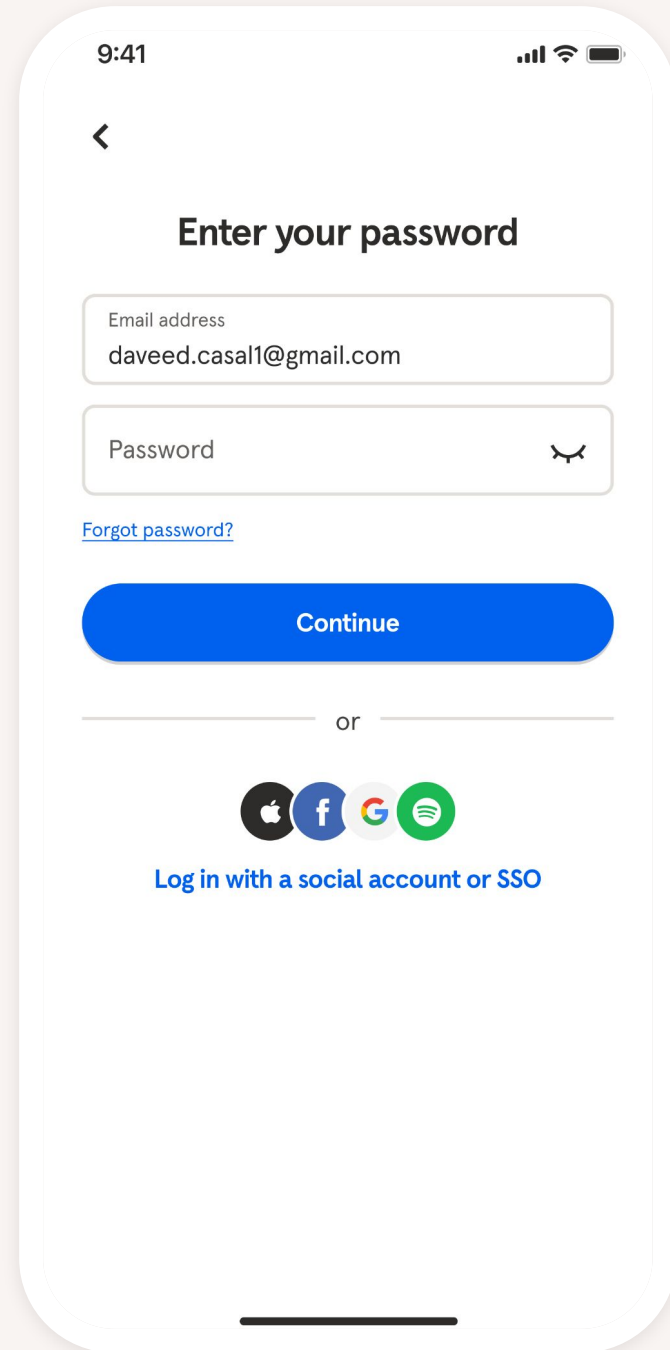 9:41
Enter your password
Email address
daveed.casal1@gmail.com
Password
Forgot password?
Continue
or
Log in with a social account or SSO